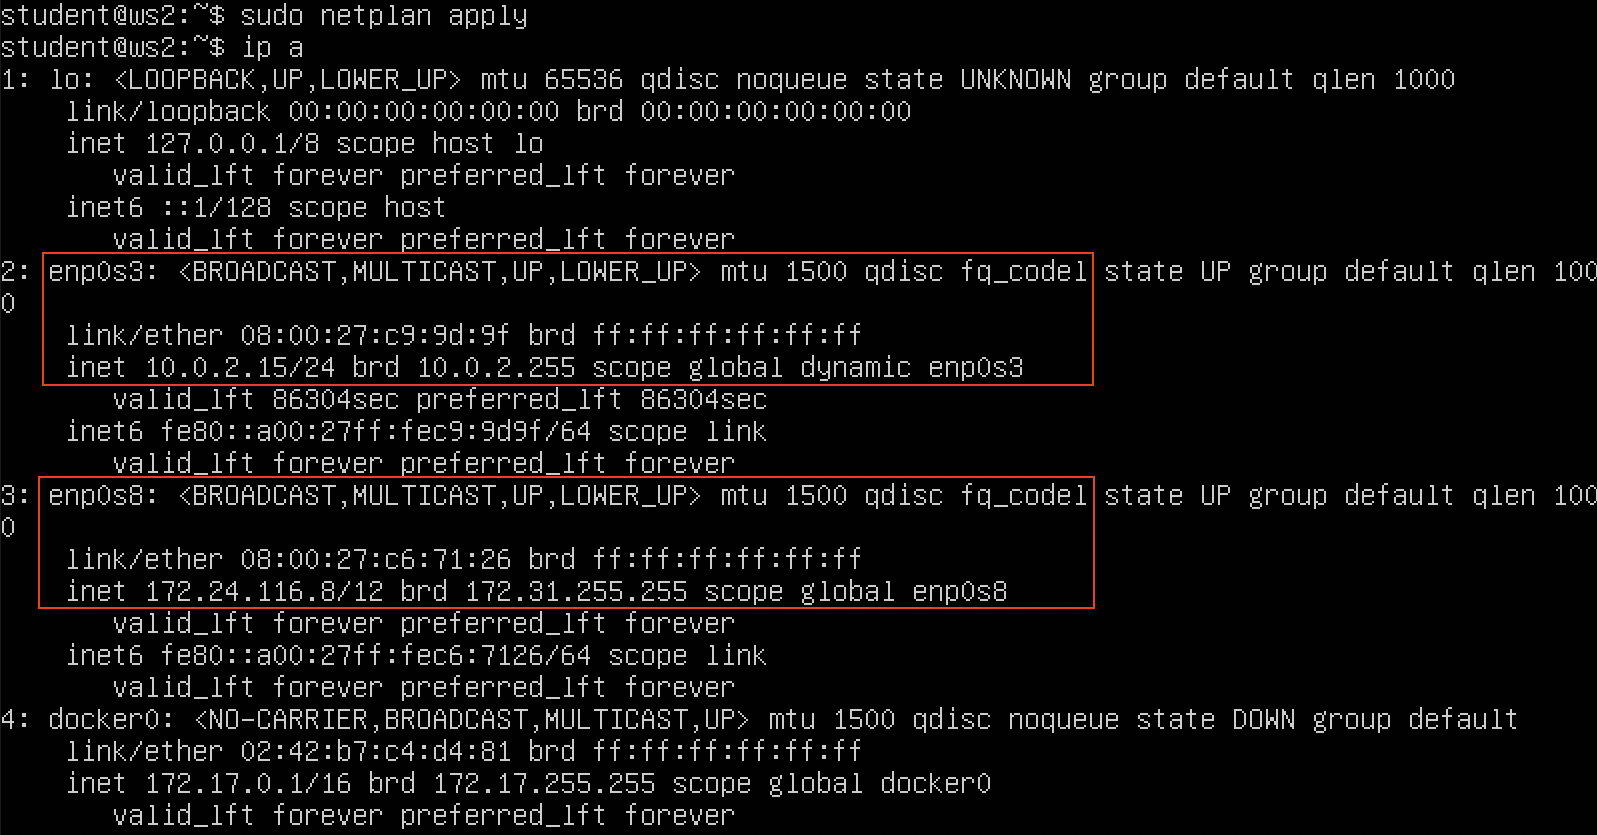 student@ws2:~$ sudo netplan apply
student@ws2:~$ ip a
1: lo: <LOOPBACK,UP,LOWER_UP> mtu 65536 qdisc noqueue state UNKNOWN group default qlen 1000
    link/loopback 00:00:00:00:00:00 brd 00:00:00:00:00:00
    inet 127.0.0.1/8 scope host lo
       valid_lft forever preferred_lft forever
    inet6 ::1/128 scope host
       valid_lft forever preferred_lft forever
2: enp0s3: <BROADCAST,MULTICAST,UP,LOWER_UP> mtu 1500 qdisc fq_codel state UP group default qlen 100
0
    link/ether 08:00:27:c9:9d:9f brd ff:ff:ff:ff:ff:ff
    inet 10.0.2.15/24 brd 10.0.2.255 scope global dynamic enp0s3
       valid_lft 86304sec preferred_lft 86304sec
    inet6 fe80::a00:27ff:fec9:9d9f/64 scope link
       valid_lft forever preferred_lft forever
3: enp0s8: <BROADCAST,MULTICAST,UP,LOWER_UP> mtu 1500 qdisc fq_codel state UP group default qlen 100
0
    link/ether 08:00:27:c6:71:26 brd ff:ff:ff:ff:ff:ff
    inet 172.24.116.8/12 brd 172.31.255.255 scope global enp0s8
       valid_lft forever preferred_lft forever
    inet6 fe80::a00:27ff:fec6:7126/64 scope link
       valid_lft forever preferred_lft forever
4: docker0: <NO-CARRIER,BROADCAST,MULTICAST,UP> mtu 1500 qdisc noqueue state DOWN group default
    link/ether 02:42:b7:c4:d4:81 brd ff:ff:ff:ff:ff:ff
    inet 172.17.0.1/16 brd 172.17.255.255 scope global docker0
       valid_lft forever preferred_lft forever